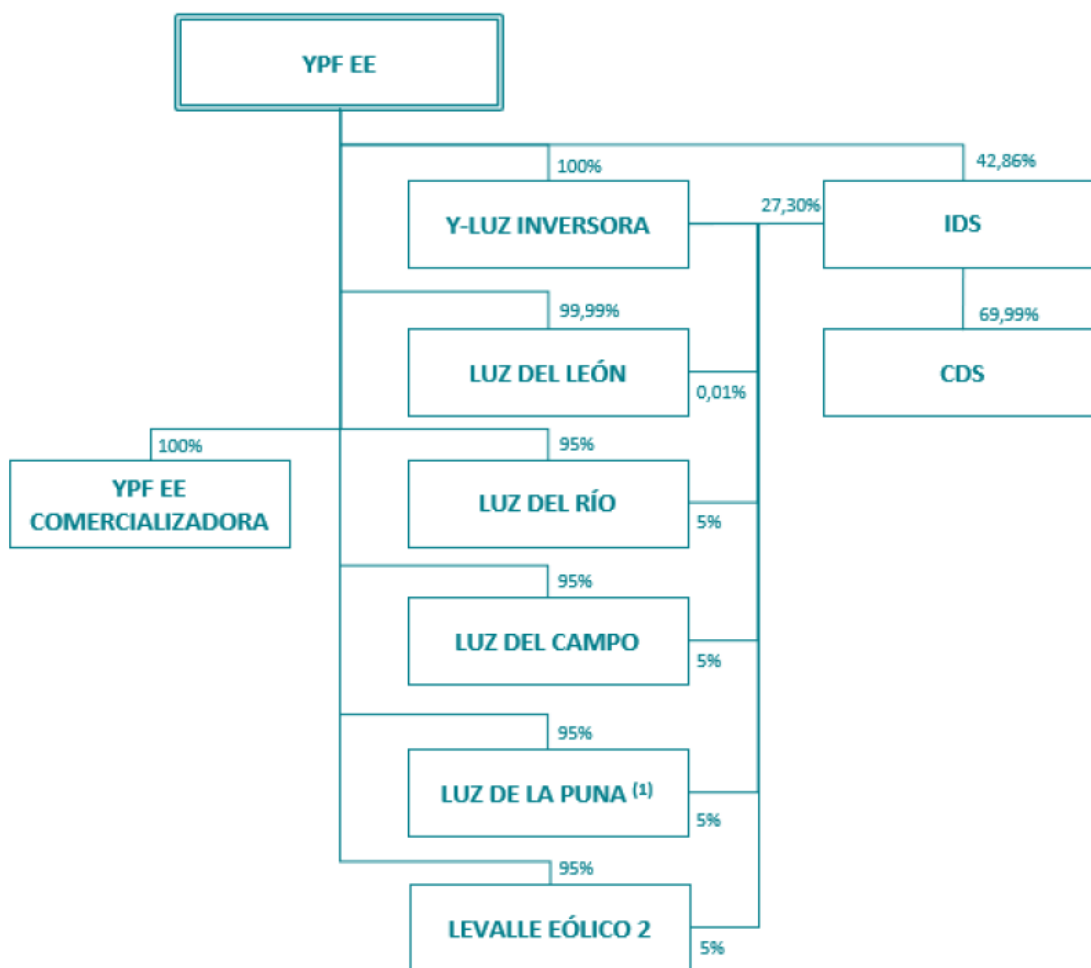 YPF EE
42,86%
100%
27,30%
Y-LUZ INVERSORA
IDS
99,99%
69,99%
LUZ DEL LEÓN
CDS
0,01%
100%
95%
YPF EE
COMERCIALIZADORA
LUZ DEL RÍO
5%
95%
LUZ DEL CAMPO
5%
95%
LUZ DE LA PUNA (1)
5%
95%
LEVALLE EÓLICO 2
5%